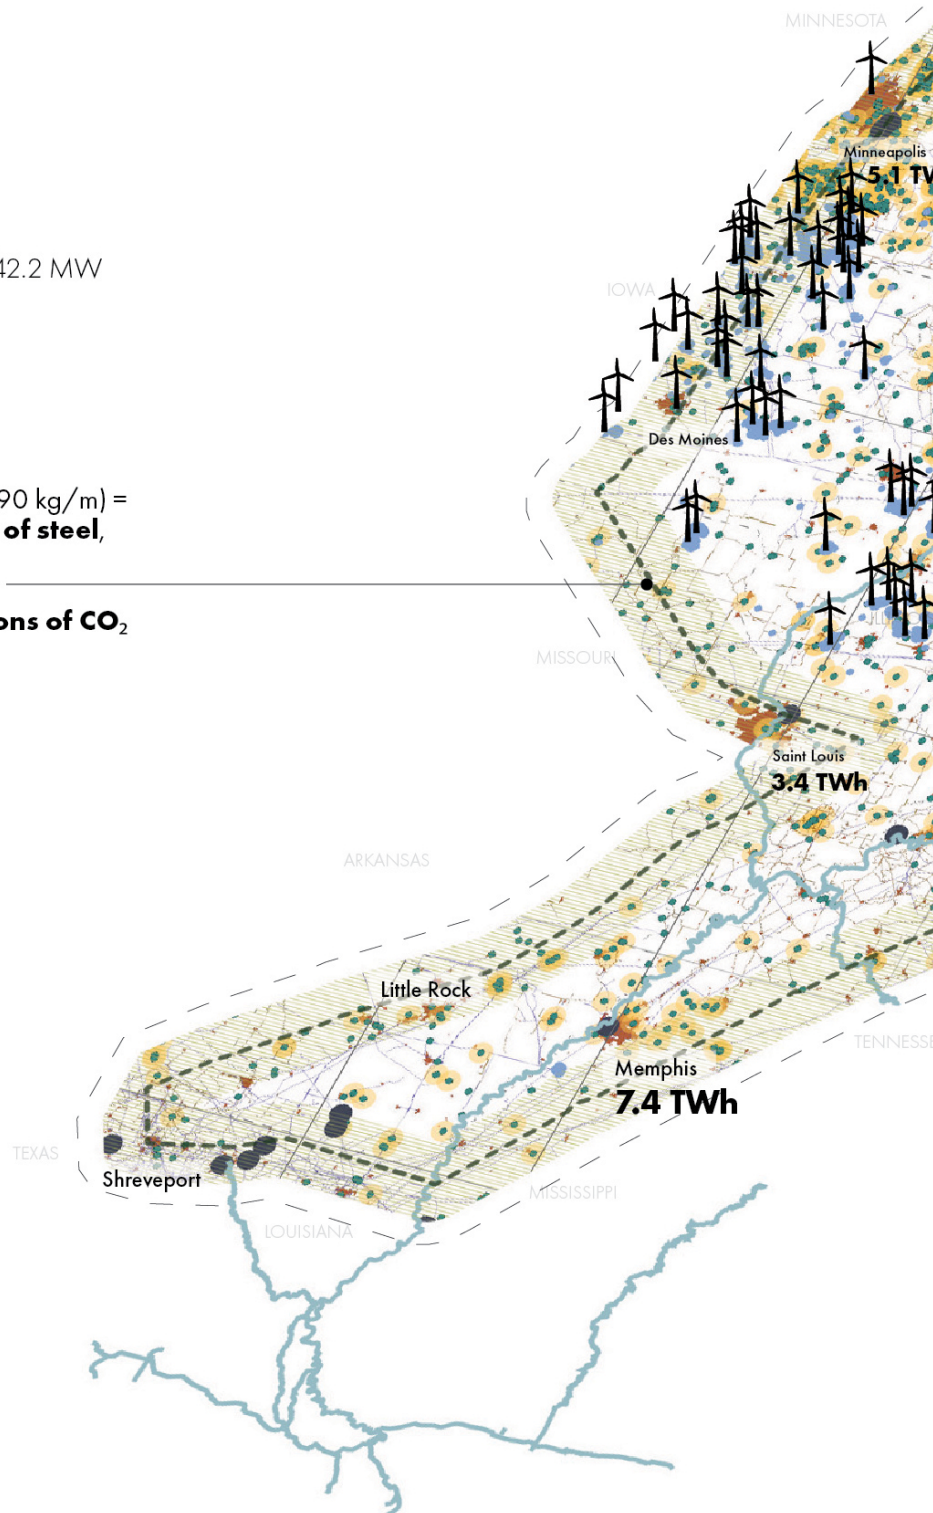 MINNESOTA
Minneapolis
5.1 TW
42.2 MW
IOWA
Des Moines
90 kg/m) =
of steel,
ons of CO₂
MISSOURI
Saint Louis
3.4 TWh
ARKANSAS
Little Rock
TENNESSE
Memphis
7.4 TWh
TEXAS
Shreveport
MISSISSIPPI
LOUISIANA